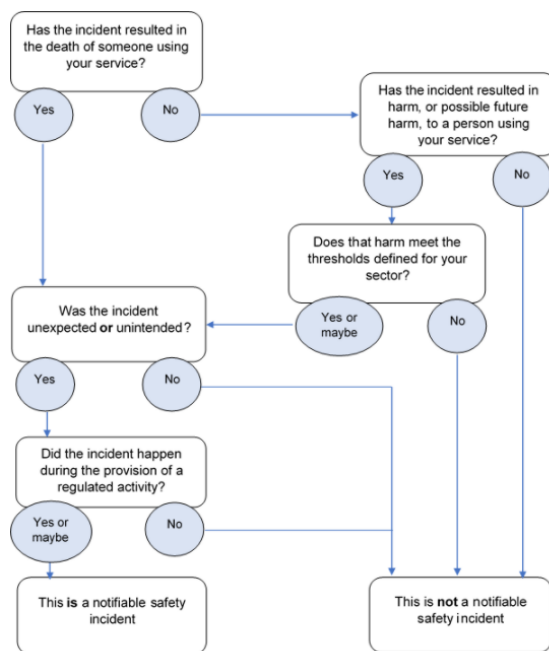 Has the incident resulted in
the death of someone using
your service?
Yes
No
Has the incident resulted in
harm, or possible future
harm, to a person using
your service?
Yes
No
Does that harm meet the
thresholds defined for your
sector?
Yes or
maybe
No
Was the incident
unexpected or unintended?
Yes
No
Did the incident happen
during the provision of a
regulated activity?
Yes or
maybe
No
This is a notifiable safety
incident
This is not a notifiable
safety incident